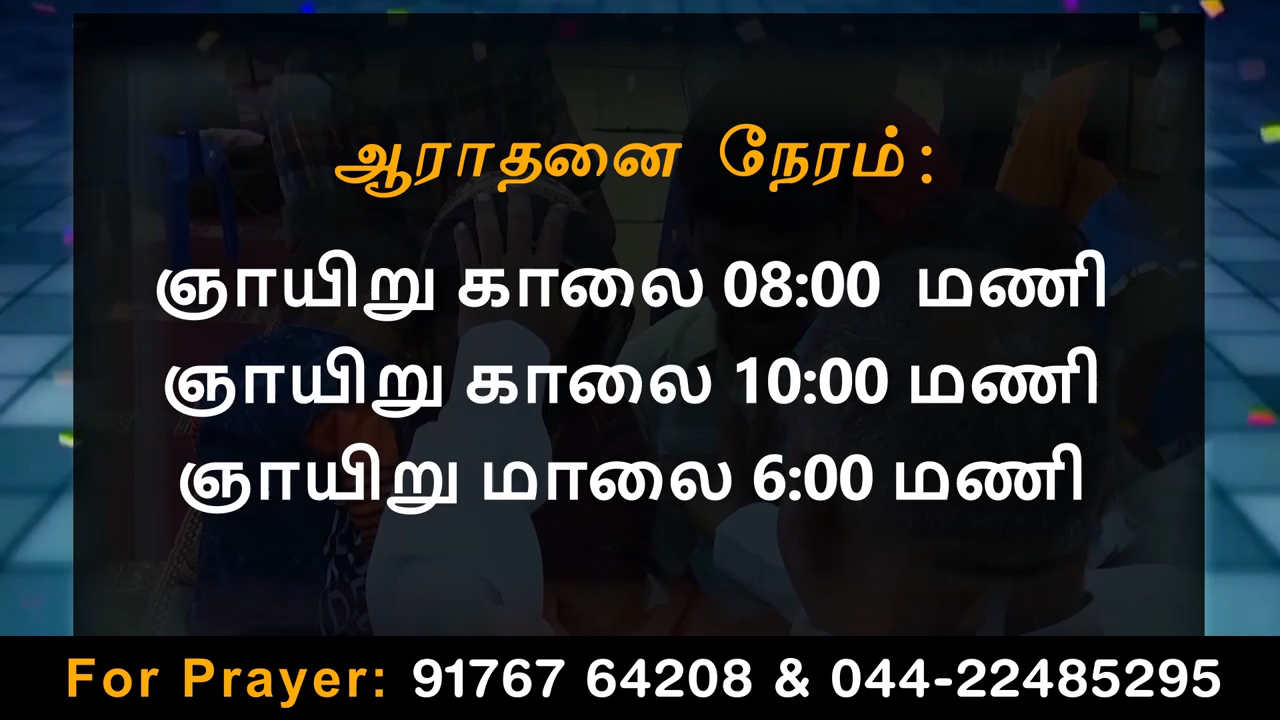 ஆராதனை நேரம்:
ஞாயிறு காலை 08:00 மணி
ஞாயிறு காலை 10:00 மணி
ஞாயிறு மாலை 6:00 மணி
For Prayer: 91767 64208 & 044-22485295